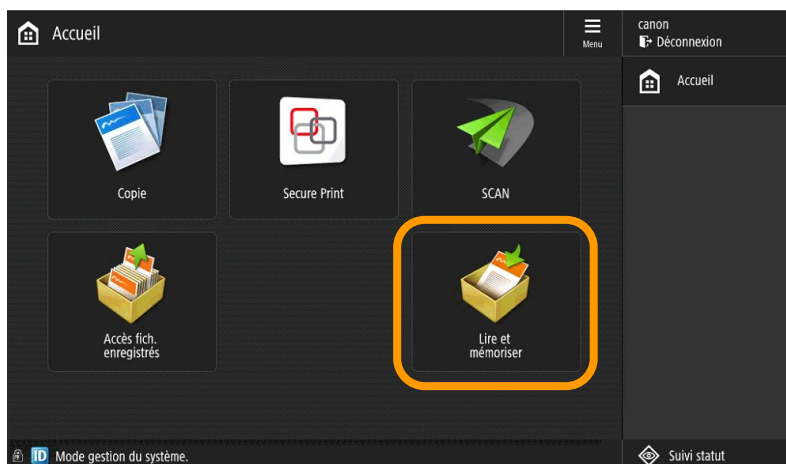 Accueil
Menu
canon
Déconnexion
Accueil
Copie
Secure Print
SCAN
Accès fich.
enregistrés
Lire et
mémoriser
ID Mode gestion du système.
Suivi statut